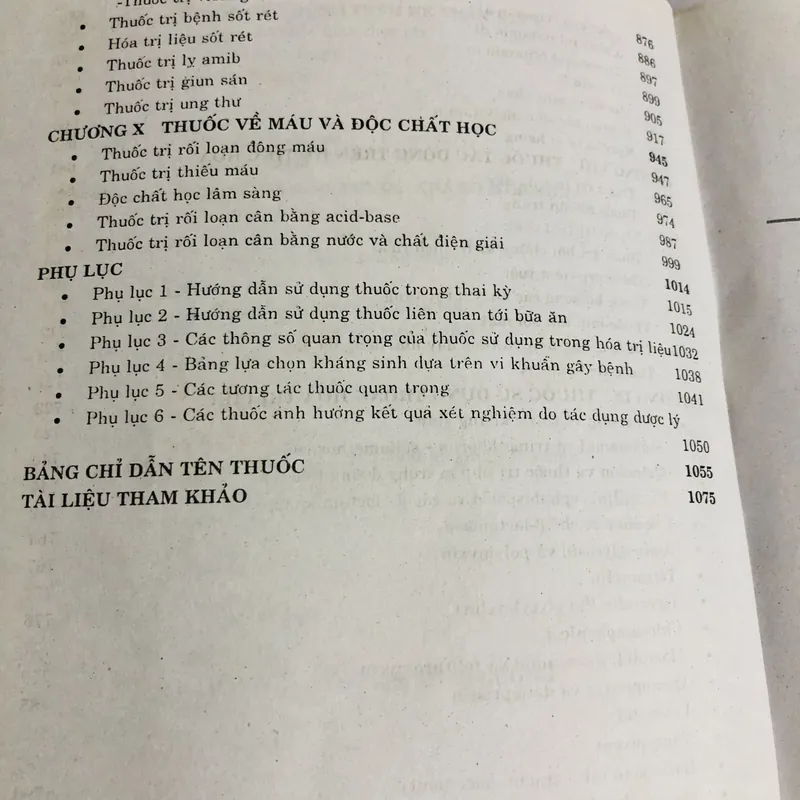 -Thuốc trị 876
• Thuốc trị bệnh sốt rét 886
• Hóa trị liệu sốt rét 897
• Thuốc trị lỵ amib 899
• Thuốc trị giun sán 905
• Thuốc trị ung thư 917
CHƯƠNG X THUỐC VỀ MÁU VÀ ĐỘC CHẤT HỌC 945
• Thuốc trị rối loạn đông máu 947
• Thuốc trị thiếu máu 965
• Độc chất học lâm sàng 974
• Thuốc trị rối loạn cân bằng acid-base 987
• Thuốc trị rối loạn cân bằng nước và chất điện giải 999
PHỤ LỤC 1014
• Phụ lục 1 - Hướng dẫn sử dụng thuốc trong thai kỳ 1015
• Phụ lục 2 - Hướng dẫn sử dụng thuốc liên quan tới bữa ăn 1024
• Phụ lục 3 - Các thông số quan trọng của thuốc sử dụng trong hóa trị liệu 1032
• Phụ lục 4 - Bảng lựa chọn kháng sinh dựa trên vi khuẩn gây bệnh 1038
• Phụ lục 5 - Các tương tác thuốc quan trọng 1041
• Phụ lục 6 - Các thuốc ảnh hưởng kết quả xét nghiệm do tác dụng dược lý
1050
BẢNG CHỈ DẪN TÊN THUỐC 1055
TÀI LIỆU THAM KHẢO 1075